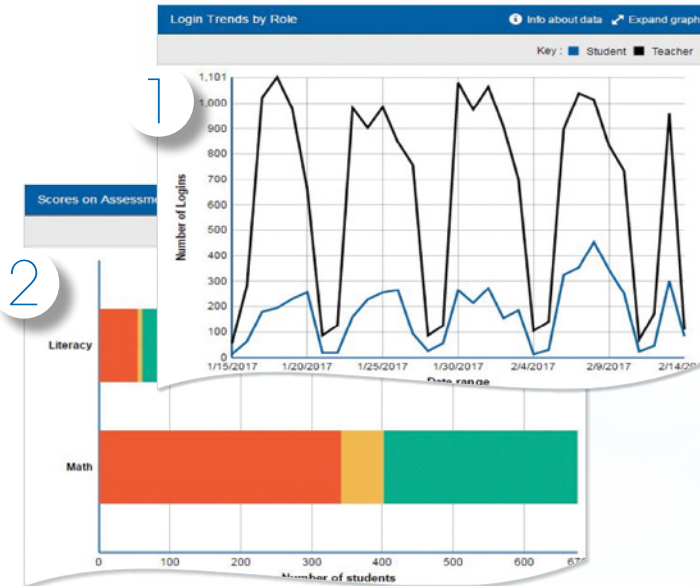 Login Trends by Role
Info about data
Expand graph
Key :
Student
Teacher
1
1,101
1,000
900
800
700
600
500
400
300
200
100
0
Number of Logins
1/15/2017
1/20/2017
1/25/2017
1/30/2017
2/4/2017
2/9/2017
Date range
Scores on
2
Literacy
Math
0
100
200
300
400
500
600
Number of students